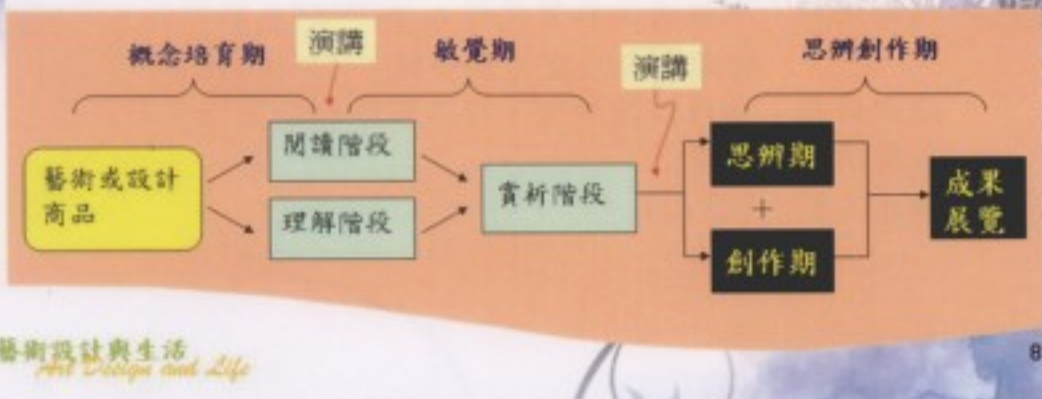 概念培育期
演講
敏覺期
演講
思辨創作期
藝術或設計
商品
閱讀階段
理解階段
賞析階段
思辨期
+
創作期
成果
展覽
藝術設計與生活
Art Design and Life
8